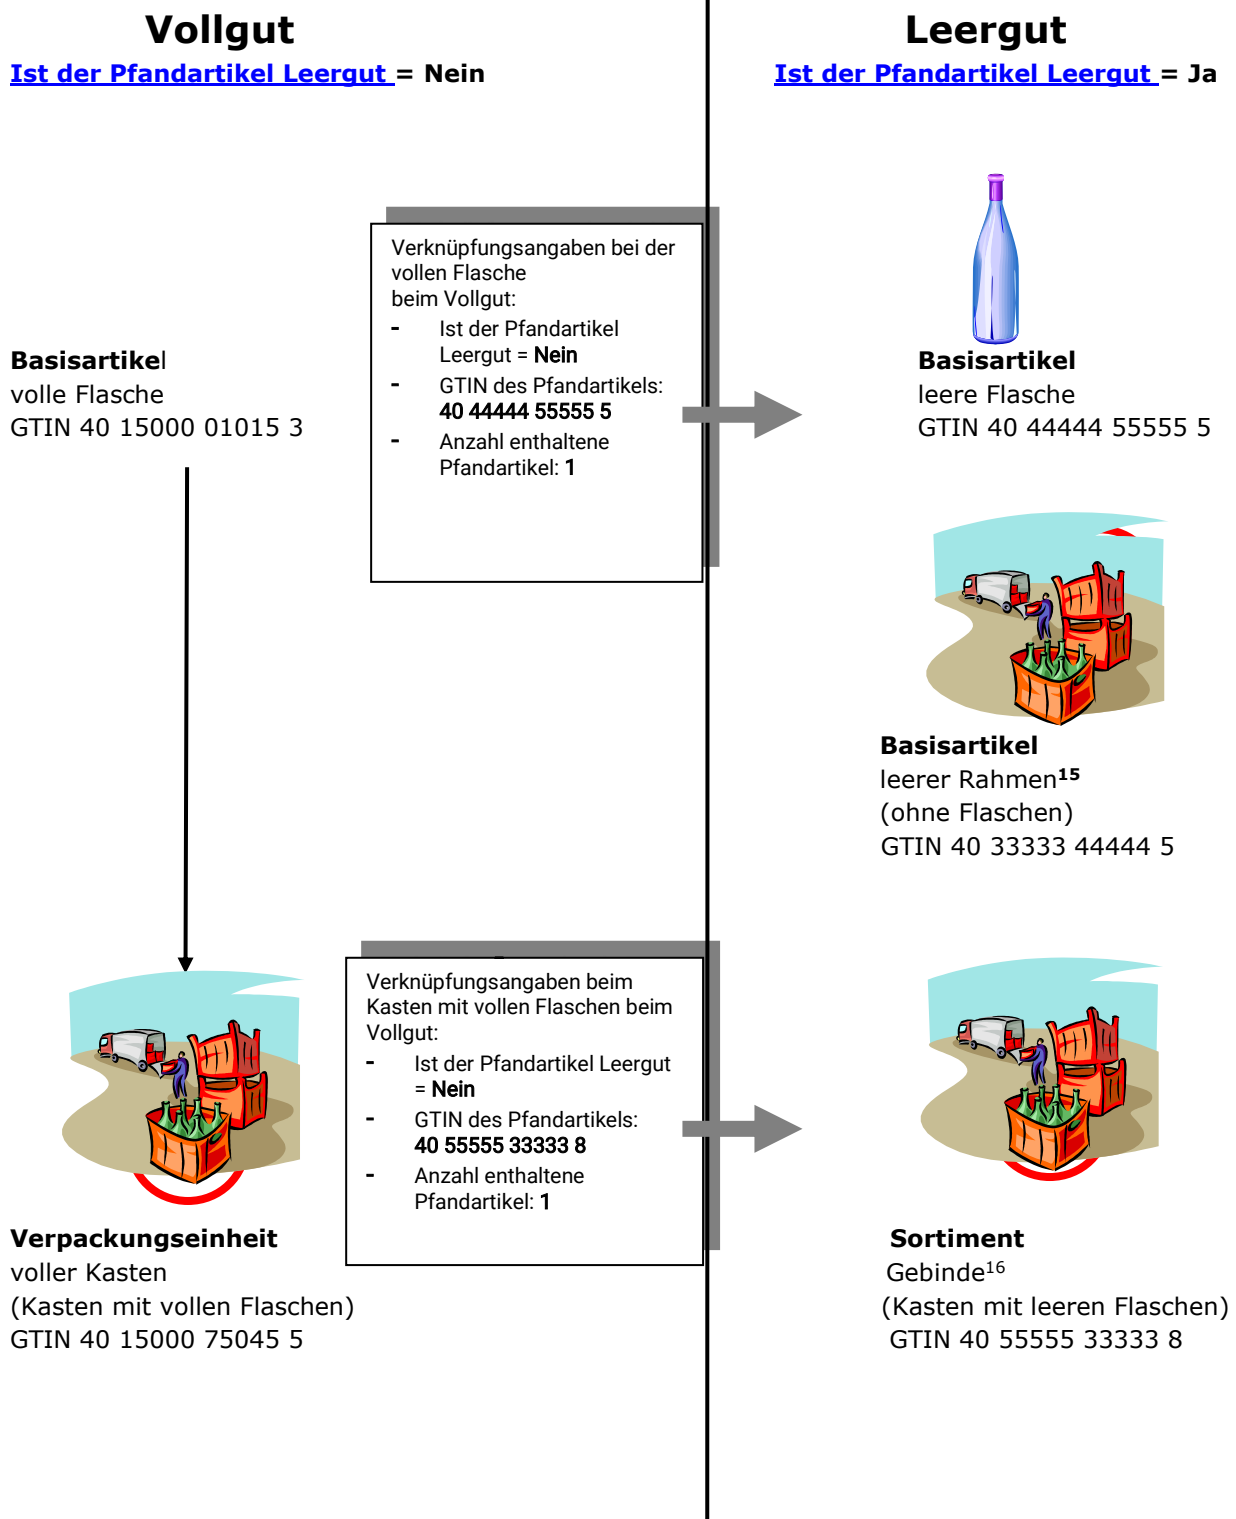 Vollgut
Ist der Pfandartikel Leergut = Nein
Leergut
Ist der Pfandartikel Leergut = Ja
Verknüpfungsangaben bei der
vollen Flasche
beim Vollgut:
- Ist der Pfandartikel
Leergut = Nein
- GTIN des Pfandartikels:
40 44444 55555 5
- Anzahl enthaltene
Pfandartikel: 1
Basisartikel
volle Flasche
GTIN 40 15000 01015 3
Basisartikel
leere Flasche
GTIN 40 44444 55555 5
Basisartikel
leerer Rahmen15
(ohne Flaschen)
GTIN 40 33333 44444 5
Verknüpfungsangaben beim
Kasten mit vollen Flaschen beim
Vollgut:
- Ist der Pfandartikel Leergut
= Nein
- GTIN des Pfandartikels:
40 55555 33333 8
- Anzahl enthaltene
Pfandartikel: 1
Verpackungseinheit
voller Kasten
(Kasten mit vollen Flaschen)
GTIN 40 15000 75045 5
Sortiment
Gebinde16
(Kasten mit leeren Flaschen)
GTIN 40 55555 33333 8